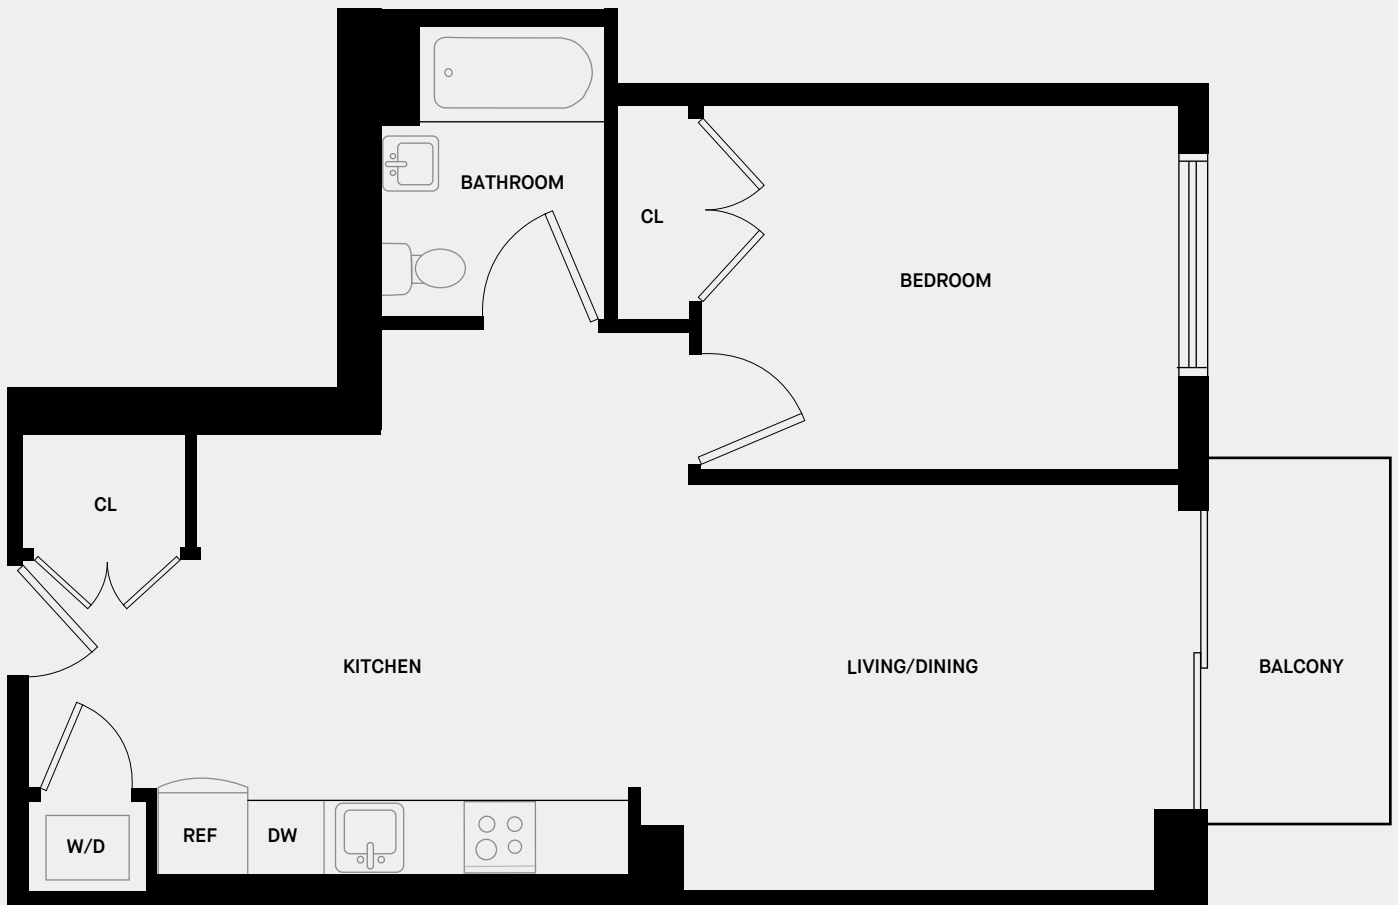 BATHROOM
CL
BEDROOM
CL
KITCHEN
LIVING/DINING
BALCONY
W/D
REF
DW